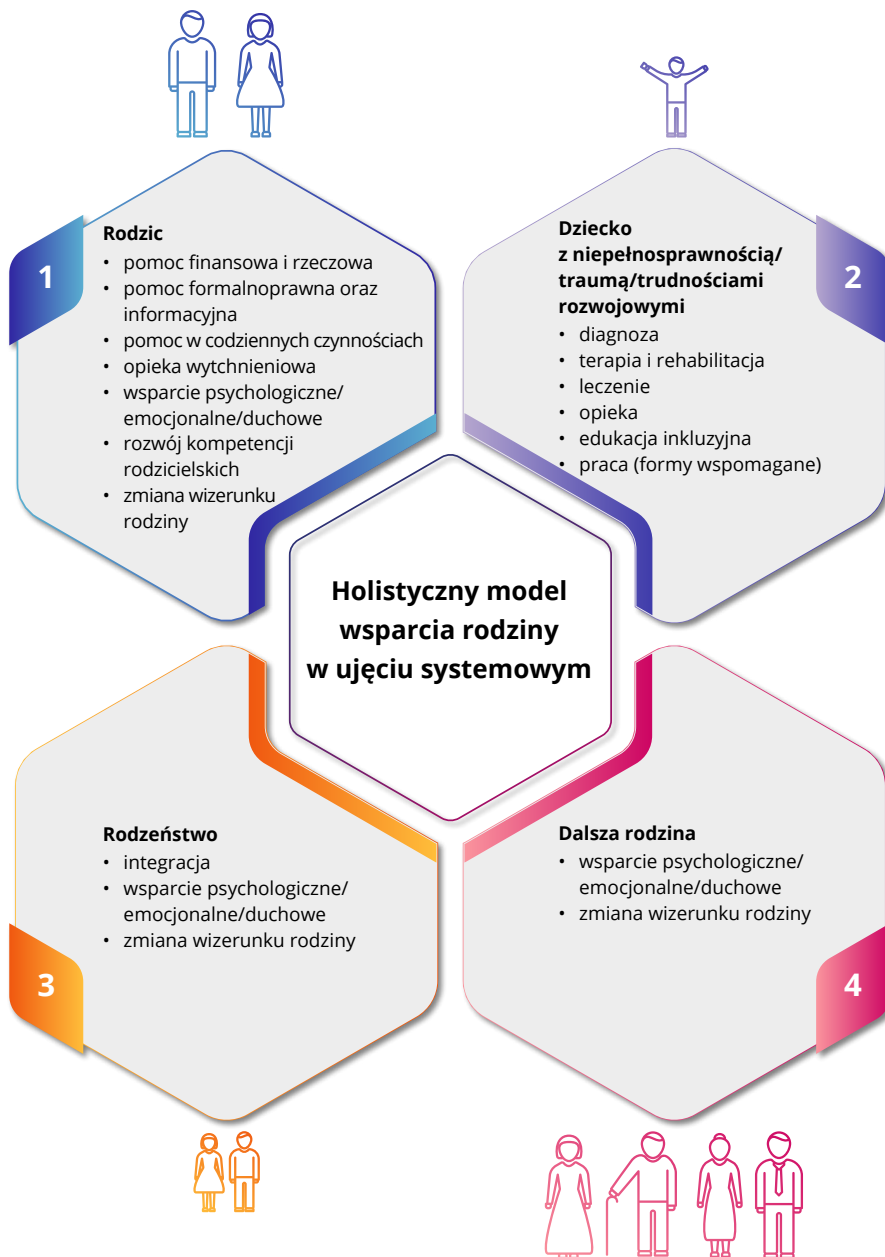 1
Rodzic
• pomoc finansowa i rzeczowa
• pomoc formalnoprawna oraz
informacyjna
• pomoc w codziennych czynnościach
• opieka wytchnieniowa
• wsparcie psychologiczne/
emocjonalne/duchowe
• rozwój kompetencji
rodzicielskich
• zmiana wizerunku
rodziny
2
Dziecko
z niepełnosprawnością/
traumą/trudnościami
rozwojowymi
• diagnoza
• terapia i rehabilitacja
• leczenie
• opieka
• edukacja inkluzyjna
• praca (formy wspomagane)
Holistyczny model
wsparcia rodziny
w ujęciu systemowym
3
Rodzeństwo
• integracja
• wsparcie psychologiczne/
emocjonalne/duchowe
• zmiana wizerunku rodziny
4
Dalsza rodzina
• wsparcie psychologiczne/
emocjonalne/duchowe
• zmiana wizerunku rodziny